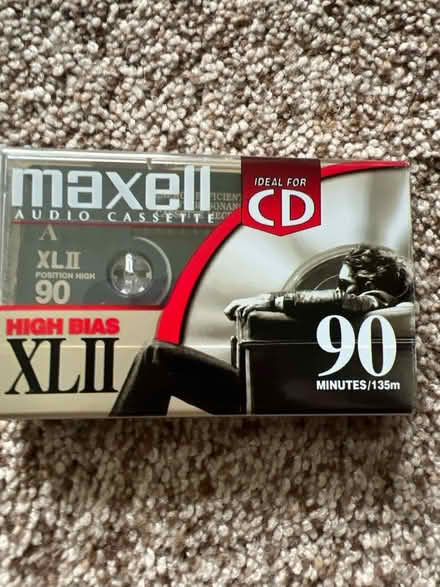 maxell
AUDIO CASSETTE
IDEAL FOR
CD
A
XLII
POSITION HIGH
90
HIGH BIAS
XLII
90
MINUTES/135m